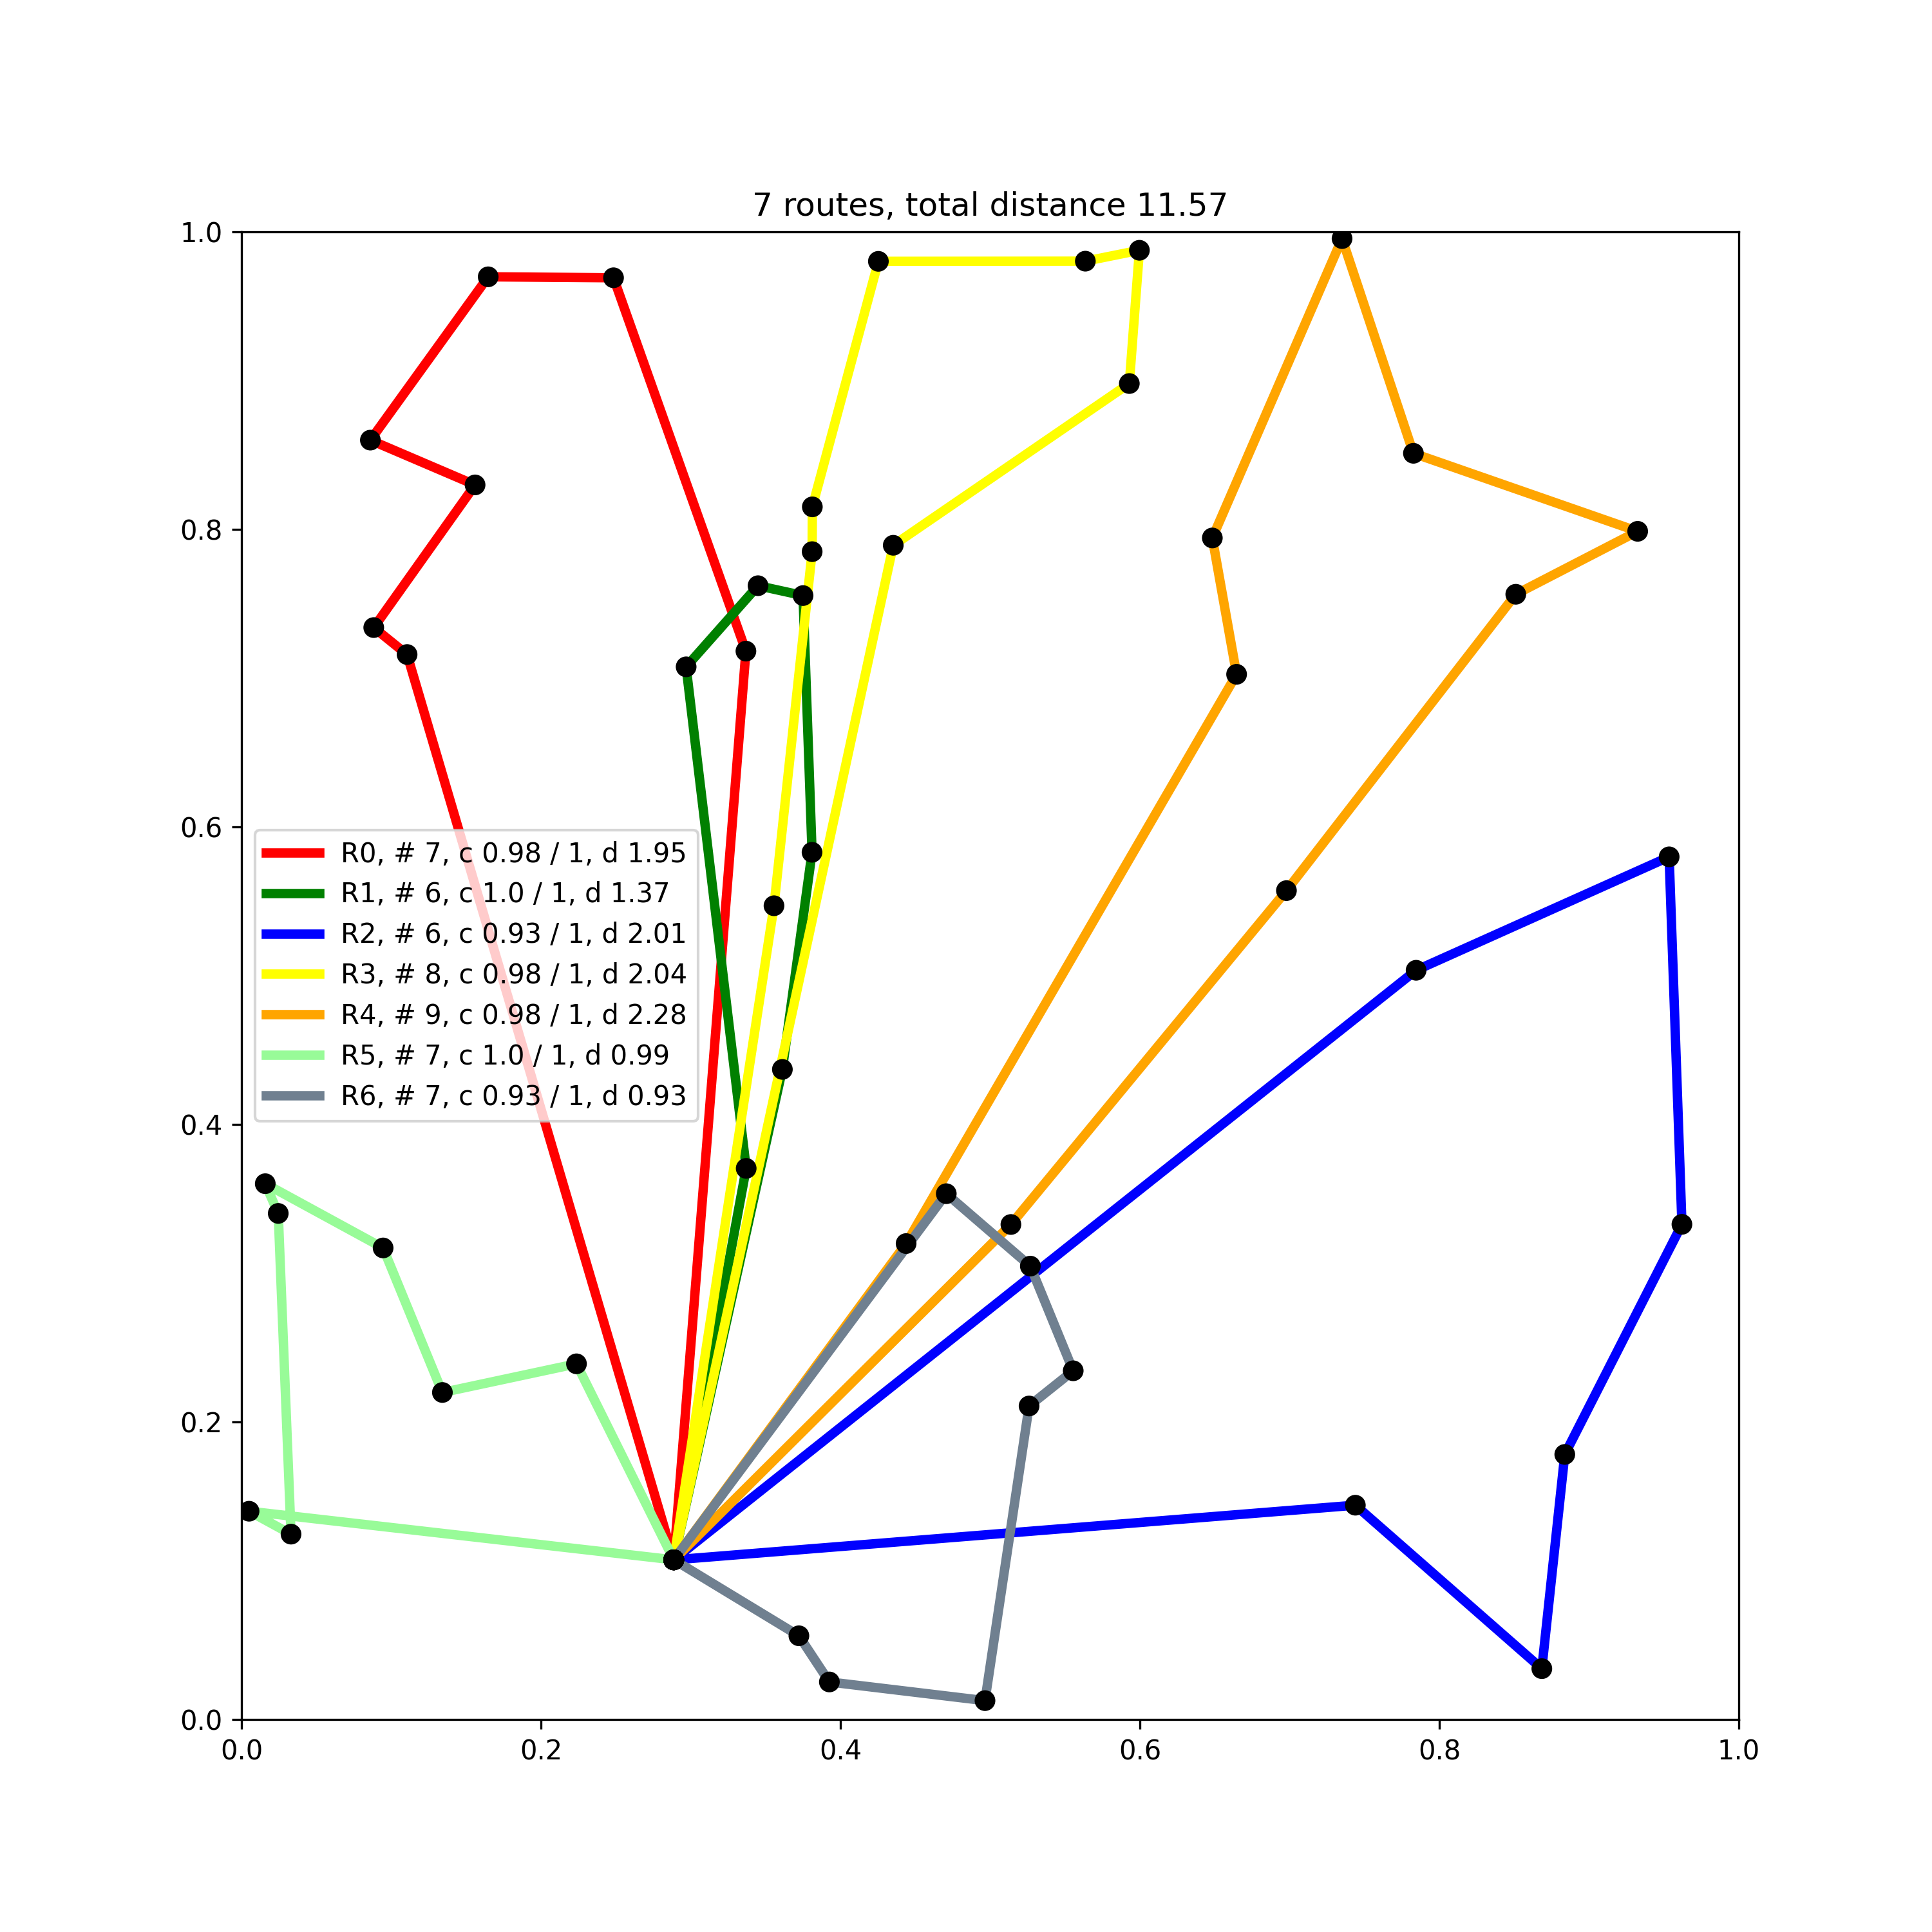 7 routes, total distance 11.57
1.0
0.8
0.6
0.4
0.2
0.0
R0, # 7, c 0.98 / 1, d 1.95
R1, # 6, c 1.0 / 1, d 1.37
R2, # 6, c 0.93 / 1, d 2.01
R3, # 8, c 0.98 / 1, d 2.04
R4, # 9, c 0.98 / 1, d 2.28
R5, # 7, c 1.0 / 1, d 0.99
R6, # 7, c 0.93 / 1, d 0.93
0.0 0.2 0.4 0.6 0.8 1.0